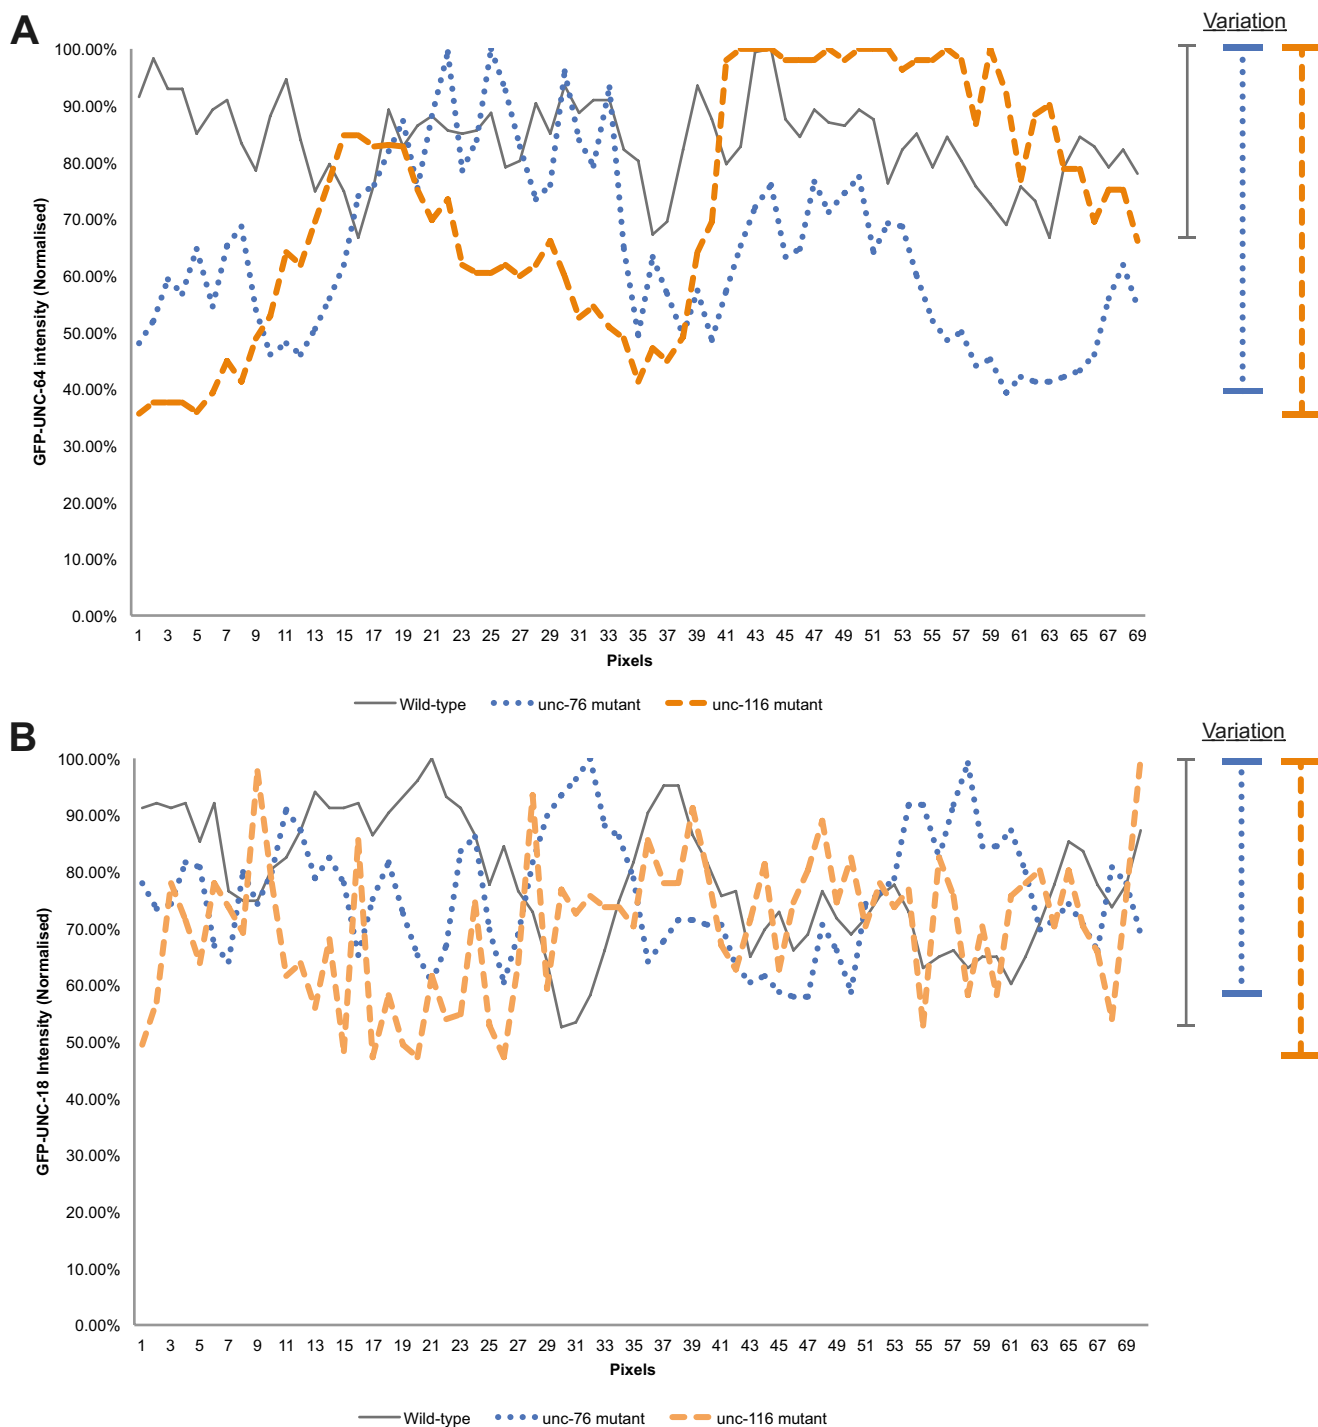 A
Variation
100.00%
90.00%
80.00%
70.00%
60.00%
50.00%
40.00%
30.00%
20.00%
10.00%
0.00%
GFP-UNC-64 intensity (Normalised)
1 3 5 7 9 11 13 15 17 19 21 23 25 27 29 31 33 35 37 39 41 43 45 47 49 51 53 55 57 59 61 63 65 67 69
Pixels
Wild-type unc-76 mutant unc-116 mutant
B
Variation
100.00%
90.00%
80.00%
70.00%
60.00%
50.00%
40.00%
30.00%
20.00%
10.00%
0.00%
GFP-UNC-18 Intensity (Normalised)
1 3 5 7 9 11 13 15 17 19 21 23 25 27 29 31 33 35 37 39 41 43 45 47 49 51 53 55 57 59 61 63 65 67 69
Pixels
Wild-type unc-76 mutant unc-116 mutant